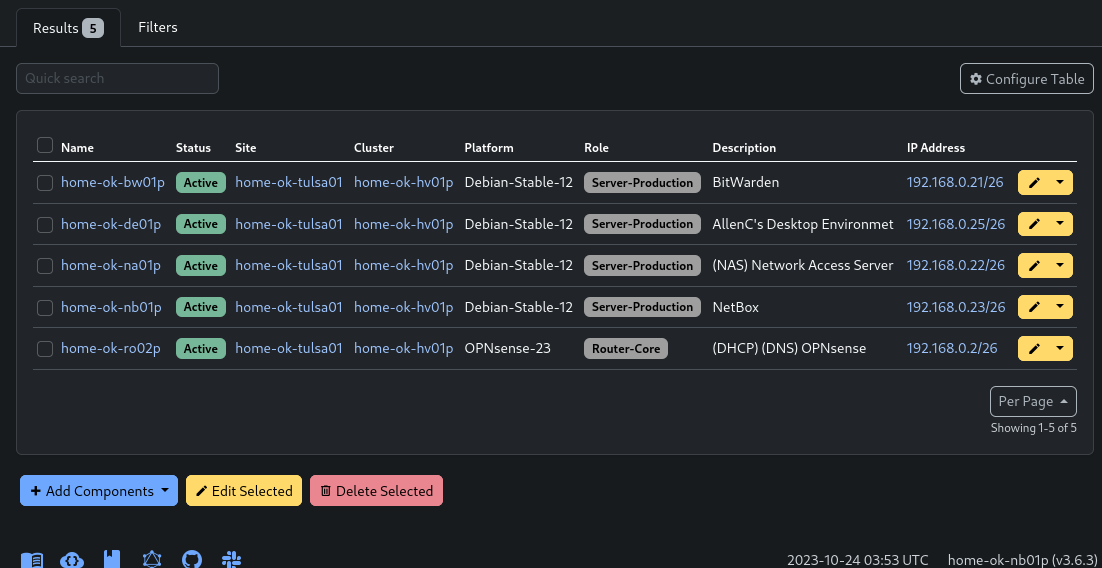 Results 5 Filters
Quick search
Configure Table
Name Status Site Cluster Platform Role Description IP Address
home-ok-bw01p Active home-ok-tulsa01 home-ok-hv01p Debian-Stable-12 Server-Production BitWarden 192.168.0.21/26
home-ok-de01p Active home-ok-tulsa01 home-ok-hv01p Debian-Stable-12 Server-Production AllenC's Desktop Environmet 192.168.0.25/26
home-ok-na01p Active home-ok-tulsa01 home-ok-hv01p Debian-Stable-12 Server-Production (NAS) Network Access Server 192.168.0.22/26
home-ok-nb01p Active home-ok-tulsa01 home-ok-hv01p Debian-Stable-12 Server-Production NetBox 192.168.0.23/26
home-ok-ro02p Active home-ok-tulsa01 home-ok-hv01p OPNsense-23 Router-Core (DHCP) (DNS) OPNsense 192.168.0.2/26
Per Page
Showing 1-5 of 5
Add Components Edit Selected Delete Selected
2023-10-24 03:53 UTC home-ok-nb01p (v3.6.3)